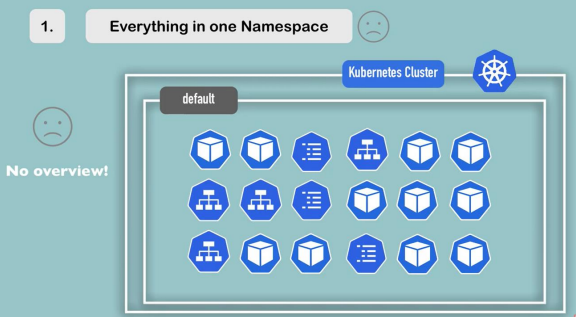 1.
Everything in one Namespace
Kubernetes Cluster
default
No overview!